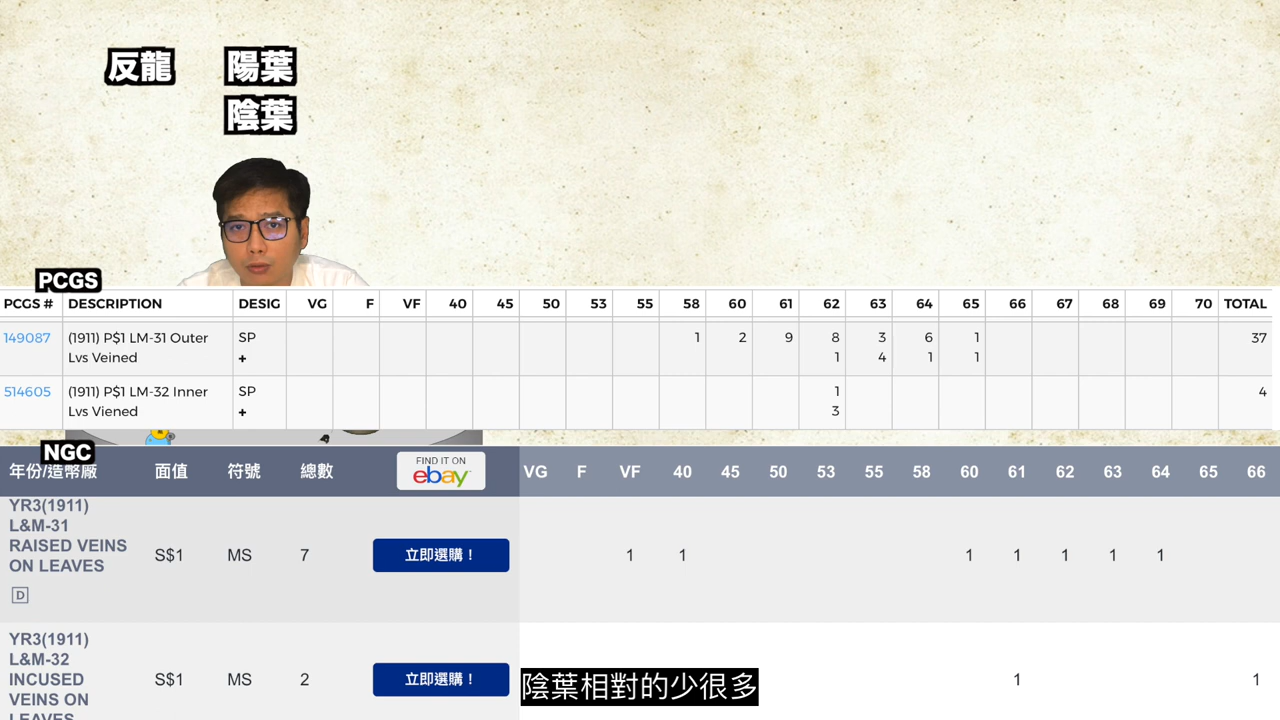 反龍 陽葉
陰葉
PCGS
PCGS # DESCRIPTION DESIG VG F VF 40 45 50 53 55 58 60 61 62 63 64 65 66 67 68 69 70 TOTAL
149087 (1911) P$1 LM-31 Outer SP 1 2 9 8 3 6 1 37
Lvs Veined + 1 4 1 1
514605 (1911) P$1 LM-32 Inner SP 1 4
Lvs Viened + 3
NGC
年份/造幣廠 面值 符號 總數 FIND IT ON ebay VG F VF 40 45 50 53 55 58 60 61 62 63 64 65 66
YR3(1911)
L&M-31
RAISED VEINS
ON LEAVES
S$1 MS 7 立即選購！ 1 1 1 1 1 1 1
D
YR3(1911)
L&M-32
INCUSED
VEINS ON
LEAVES
S$1 MS 2 立即選購！ 1 1
陰葉相對的少很多